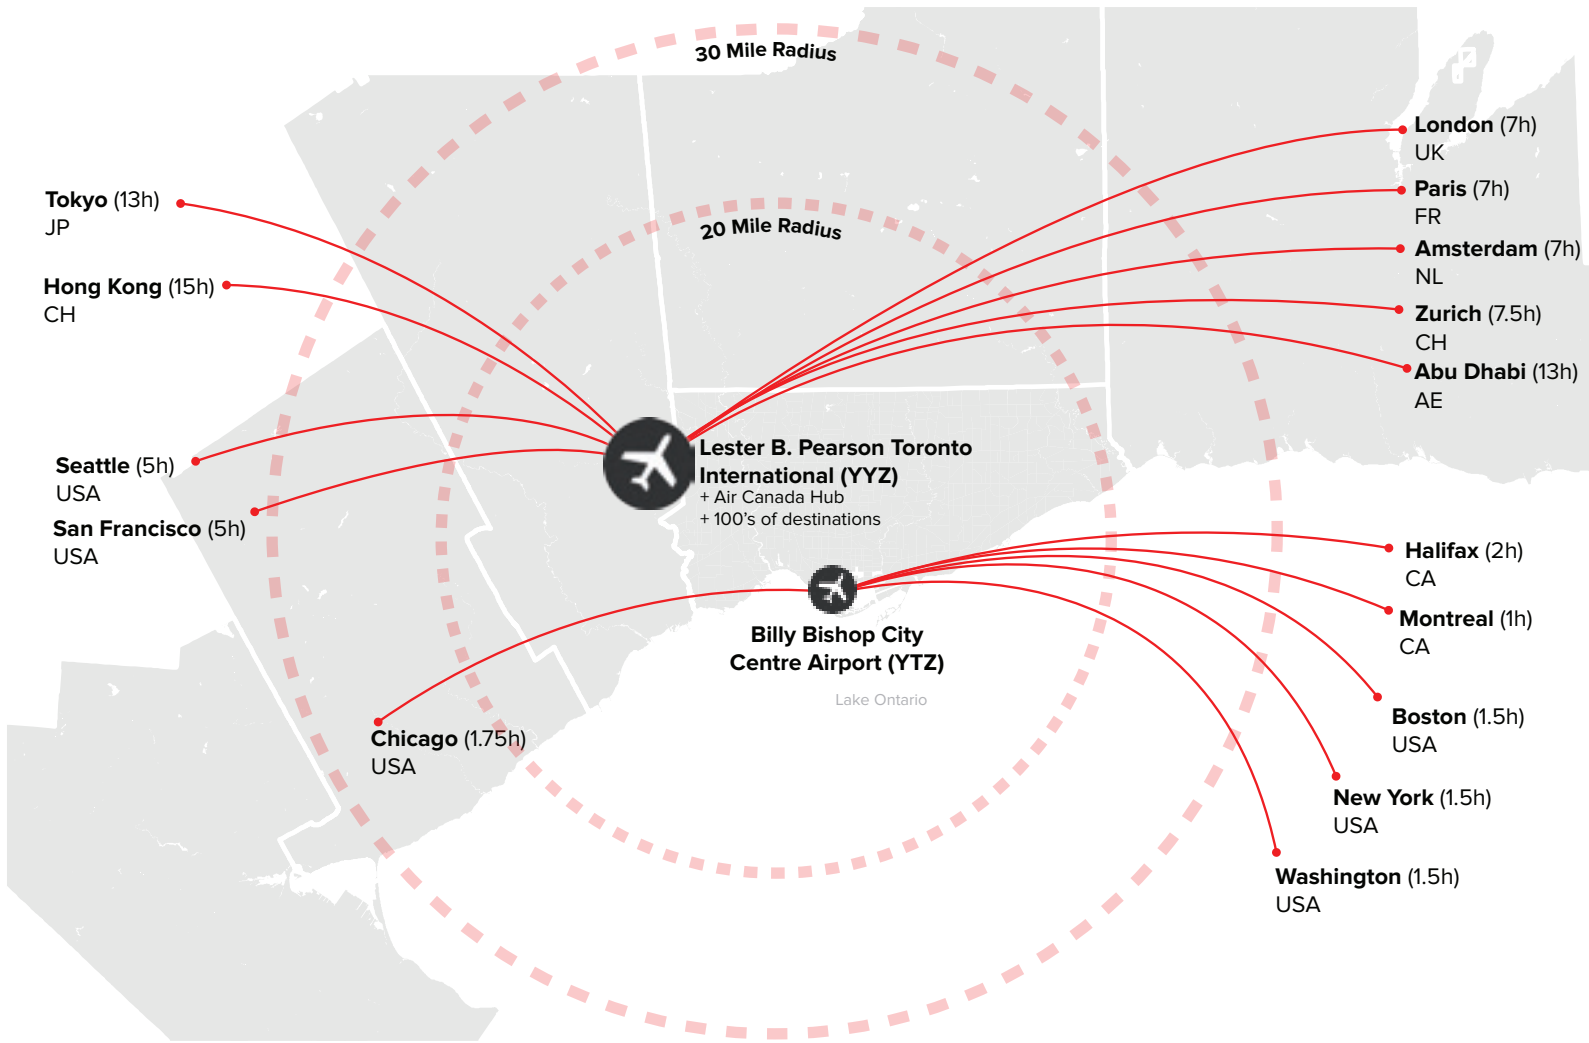 30 Mile Radius
20 Mile Radius
London (7h)
UK
Paris (7h)
FR
Amsterdam (7h)
NL
Zurich (7.5h)
CH
Abu Dhabi (13h)
AE
Tokyo (13h)
JP
Hong Kong (15h)
CH
Seattle (5h)
USA
San Francisco (5h)
USA
Lester B. Pearson Toronto
International (YYZ)
+ Air Canada Hub
+ 100’s of destinations
Billy Bishop City
Centre Airport (YTZ)
Lake Ontario
Chicago (1.75h)
USA
Halifax (2h)
CA
Montreal (1h)
CA
Boston (1.5h)
USA
New York (1.5h)
USA
Washington (1.5h)
USA